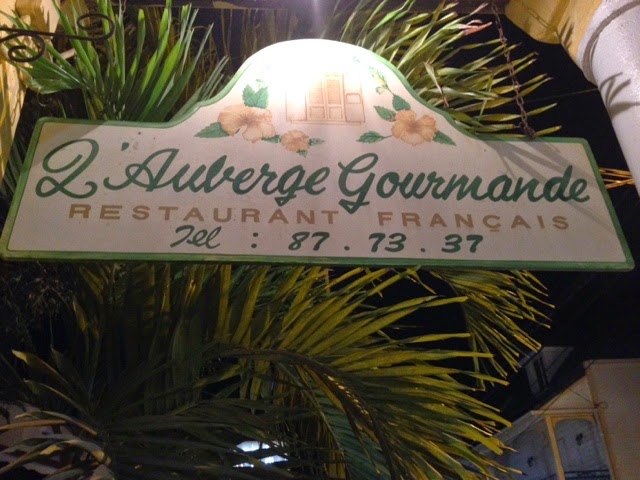 L'Auberge Gourmande
RESTAURANT FRANÇAIS
Tel : 87.73.37